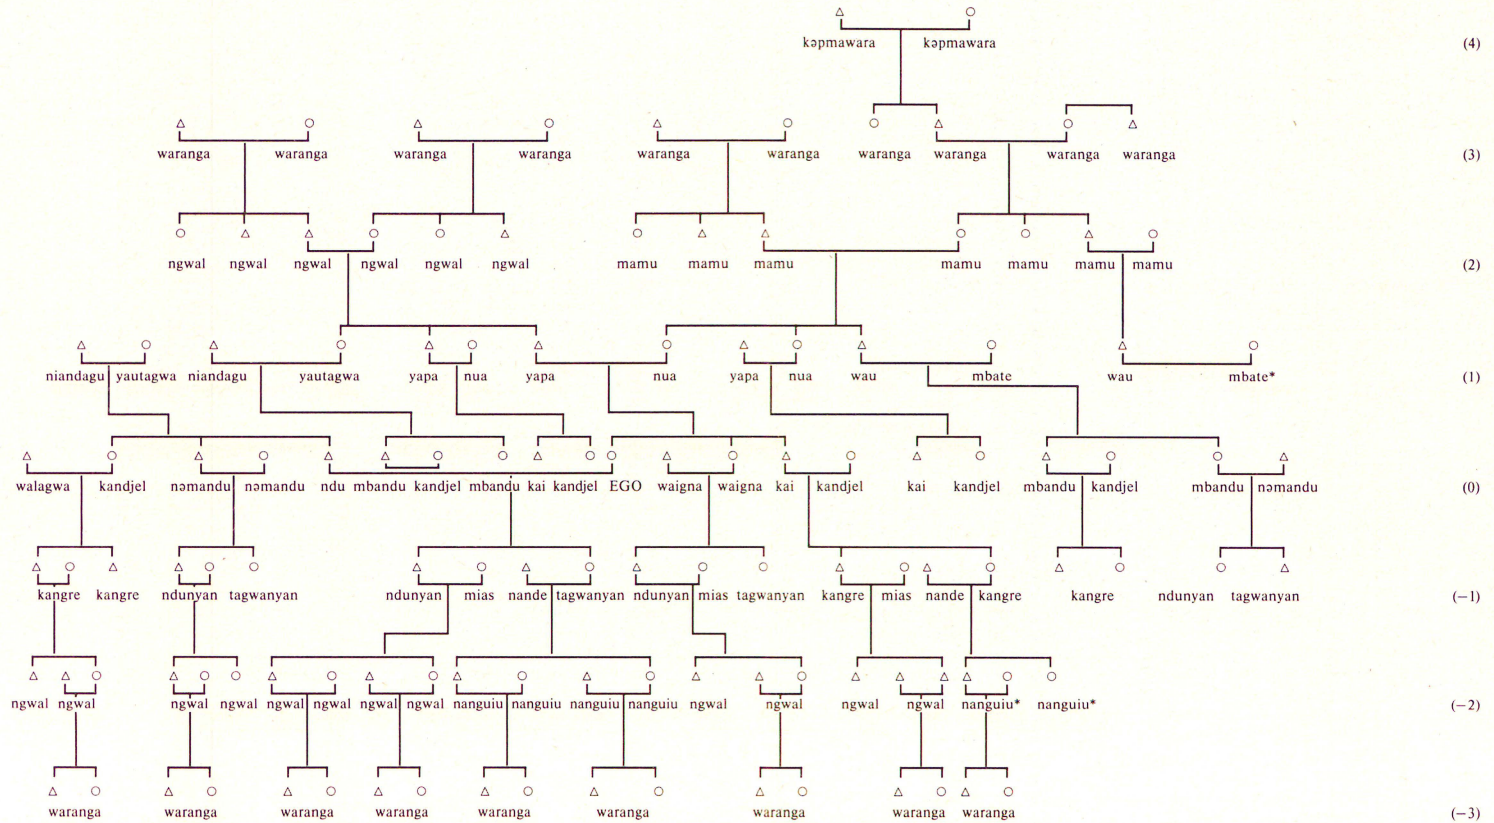 kəpmawara kəpmawara (4)
waranga waranga waranga waranga waranga waranga waranga waranga waranga waranga (3)
ngwal ngwal ngwal ngwal ngwal ngwal mamu mamu mamu mamu mamu mamu mamu (2)
niandagu yautagwa niandagu yautagwa yapa nua yapa nua yapa nua wau mbate wau mbate* (1)
walagwa kandjel nəmandu nəmandu ndu mbandu kandjel mbandu kai kandjel EGO waigna waigna kai kandjel kai kandjel mbandu kandjel mbandu nəmandu (0)
kangre kangre ndunyan tagwanyan ndunyan mias nande tagwanyan ndunyan mias tagwanyan kangre mias nande kangre kangre ndunyan tagwanyan (−1)
ngwal ngwal ngwal ngwal ngwal ngwal ngwal ngwal nanguiu nanguiu nanguiu nanguiu ngwal ngwal ngwal ngwal nanguiu* nanguiu* (−2)
waranga waranga waranga waranga waranga waranga waranga waranga waranga (−3)